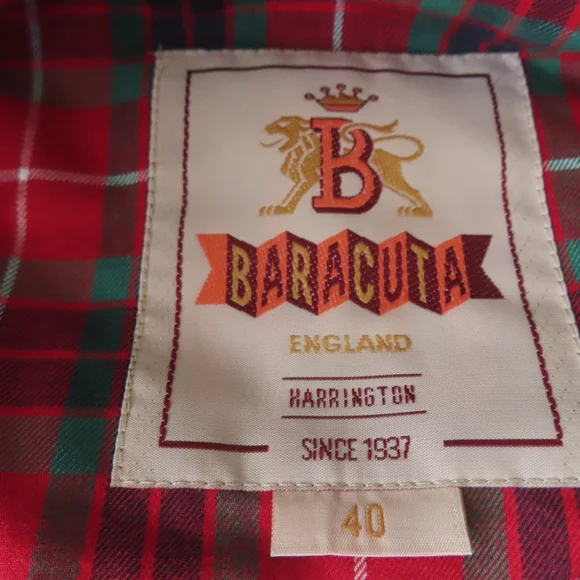 B
BARACUTA
ENGLAND
HARRINGTON
SINCE 1937
40